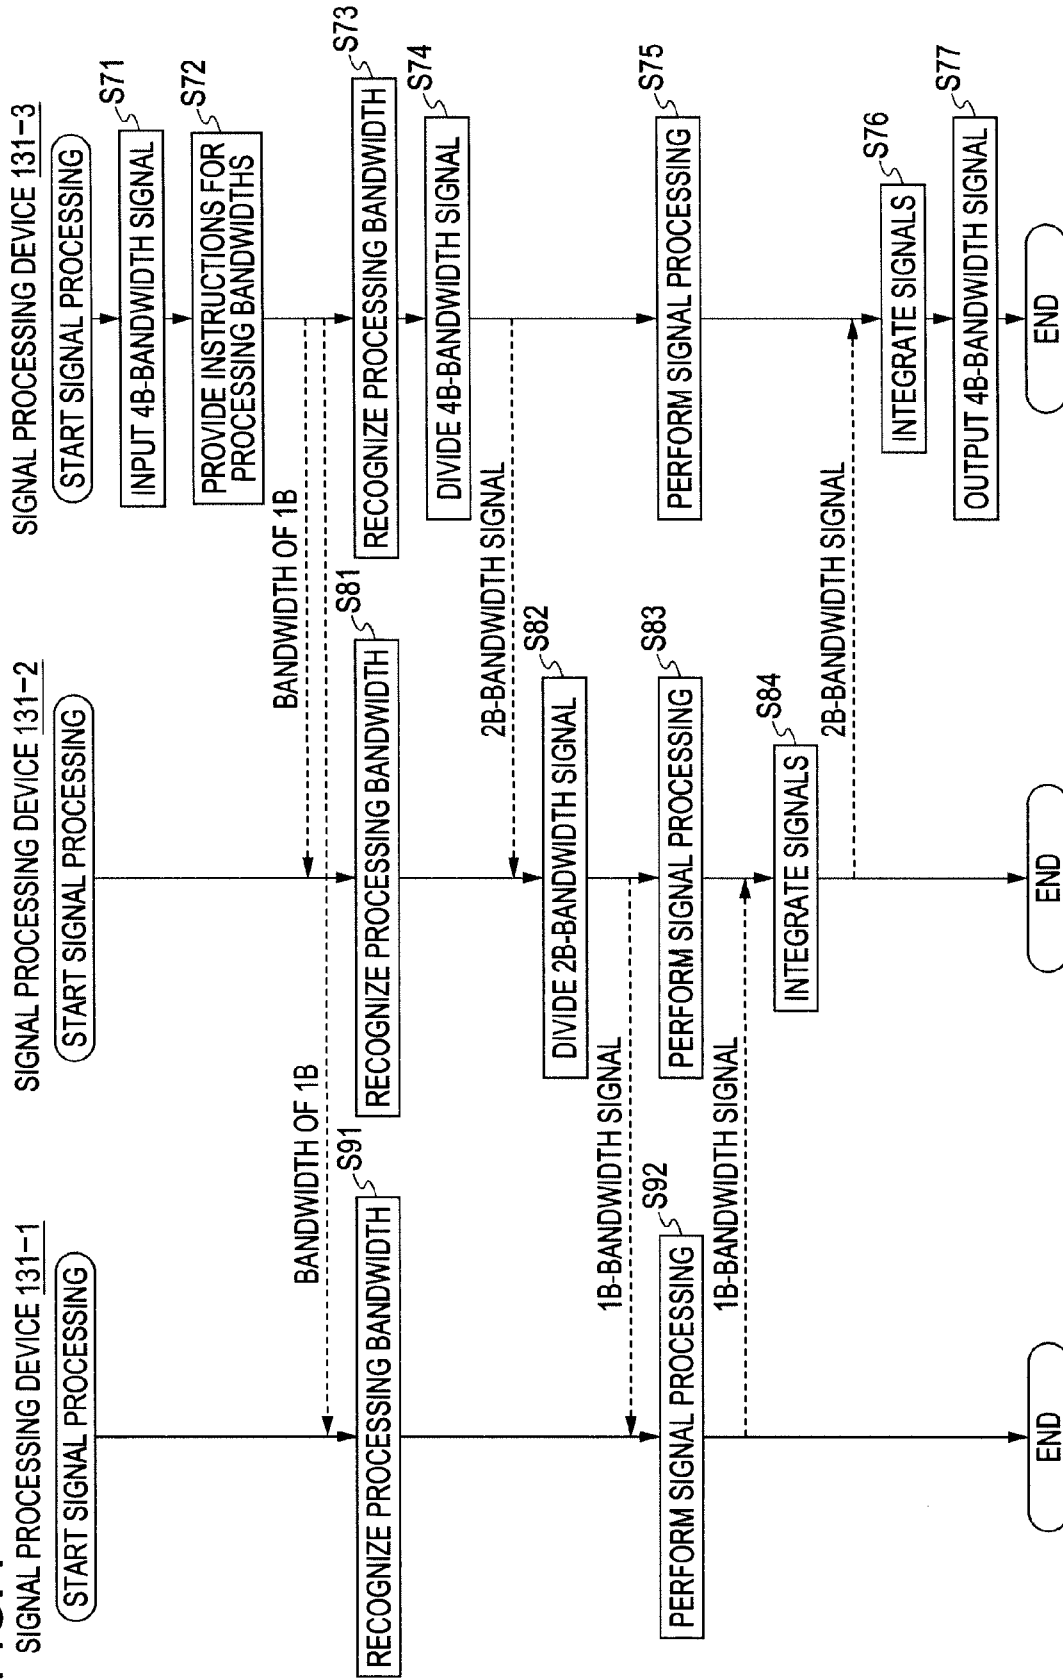 SIGNAL PROCESSING DEVICE 131-1
START SIGNAL PROCESSING
BANDWIDTH OF 1B
S91
RECOGNIZE PROCESSING BANDWIDTH
1B-BANDWIDTH SIGNAL
S92
PERFORM SIGNAL PROCESSING
1B-BANDWIDTH SIGNAL
END
SIGNAL PROCESSING DEVICE 131-2
START SIGNAL PROCESSING
BANDWIDTH OF 1B
S81
RECOGNIZE PROCESSING BANDWIDTH
2B-BANDWIDTH SIGNAL
S82
DIVIDE 2B-BANDWIDTH SIGNAL
S83
PERFORM SIGNAL PROCESSING
S84
INTEGRATE SIGNALS
2B-BANDWIDTH SIGNAL
END
SIGNAL PROCESSING DEVICE 131-3
START SIGNAL PROCESSING
S71
INPUT 4B-BANDWIDTH SIGNAL
S72
PROVIDE INSTRUCTIONS FOR
PROCESSING BANDWIDTHS
S73
RECOGNIZE PROCESSING BANDWIDTH
S74
DIVIDE 4B-BANDWIDTH SIGNAL
S75
PERFORM SIGNAL PROCESSING
S76
INTEGRATE SIGNALS
S77
OUTPUT 4B-BANDWIDTH SIGNAL
END